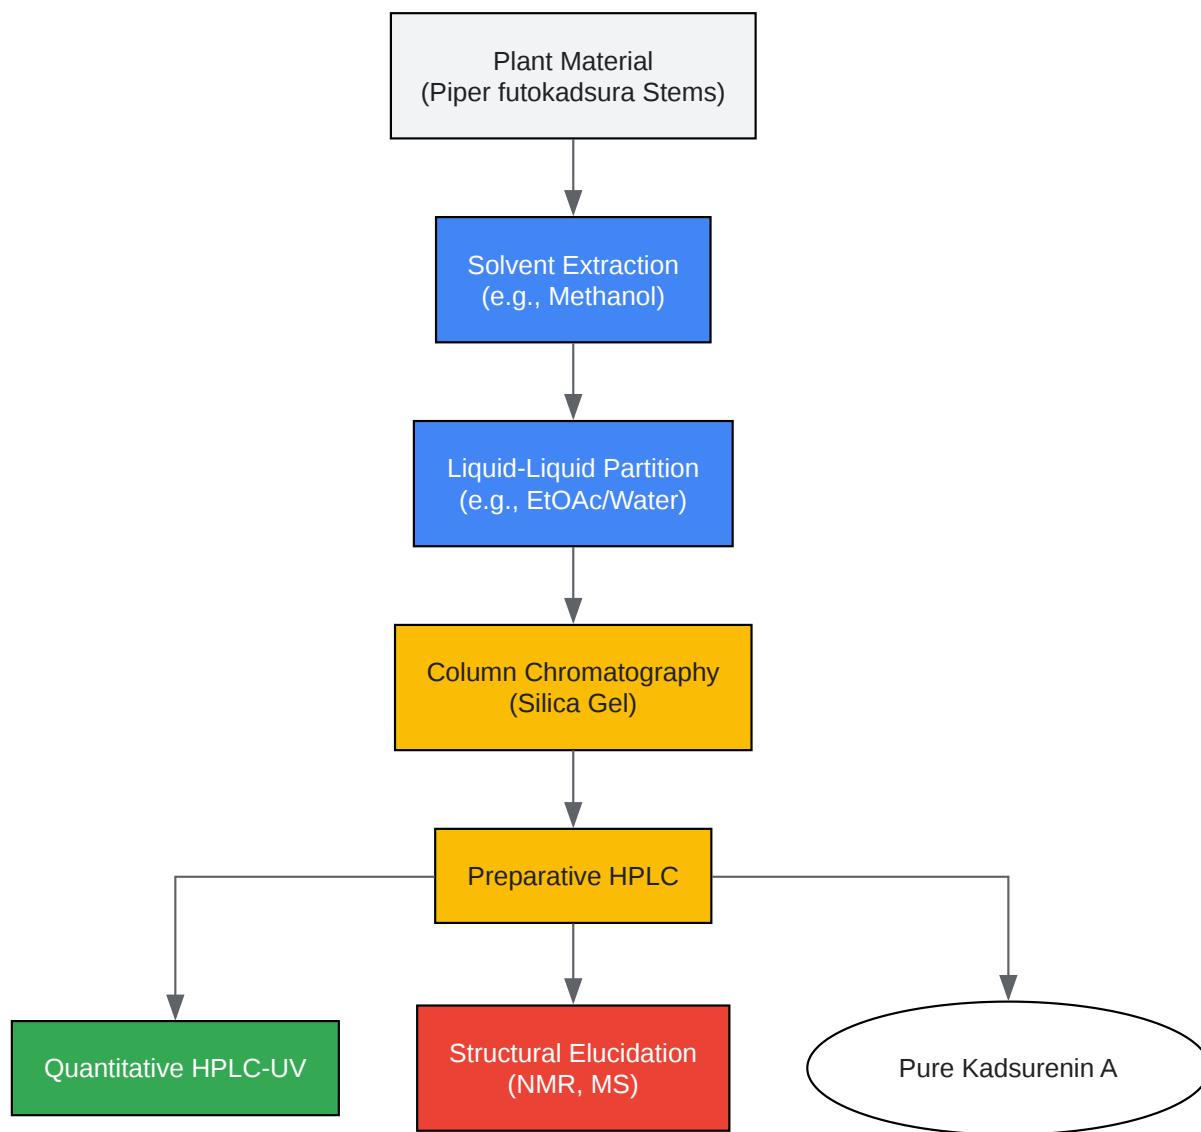 Plant Material
(Piper futokadsura Stems)
Solvent Extraction
(e.g., Methanol)
Liquid-Liquid Partition
(e.g., EtOAc/Water)
Column Chromatography
(Silica Gel)
Preparative HPLC
Quantitative HPLC-UV
Structural Elucidation
(NMR, MS)
Pure Kadsurenin A